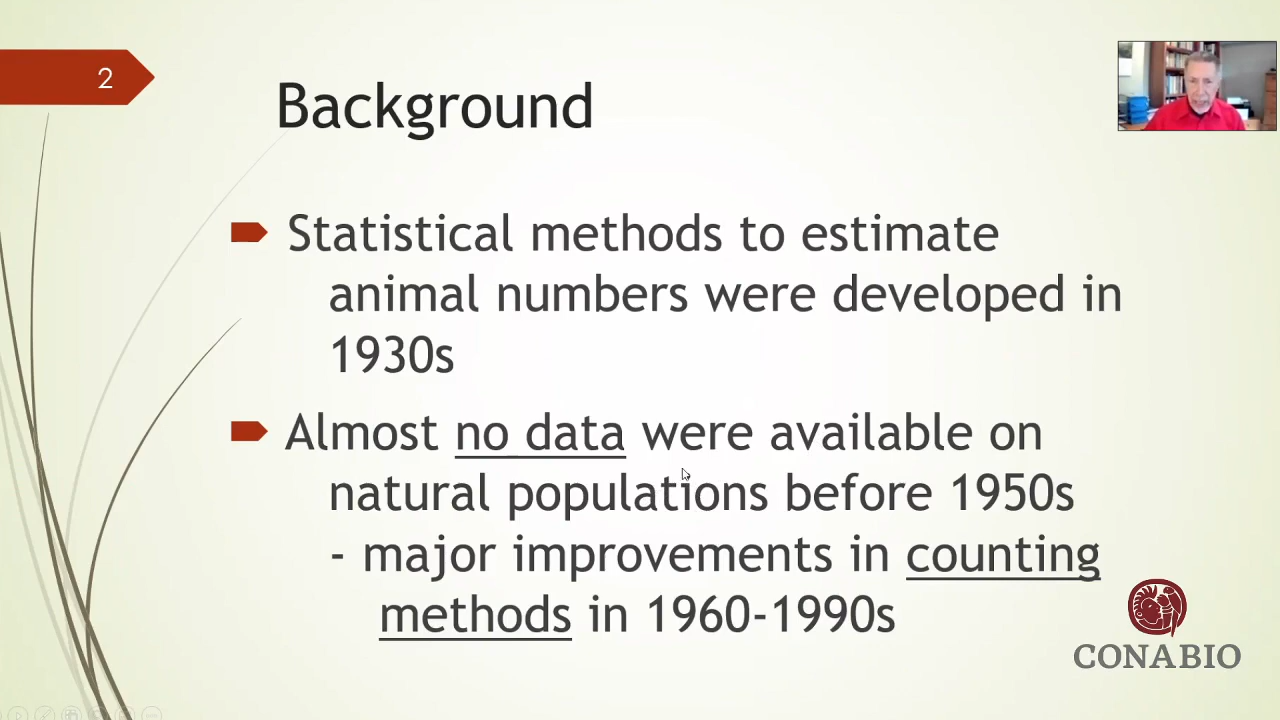 2
Background
Statistical methods to estimate
animal numbers were developed in
1930s
Almost no data were available on
natural populations before 1950s
- major improvements in counting
methods in 1960-1990s
CONABIO